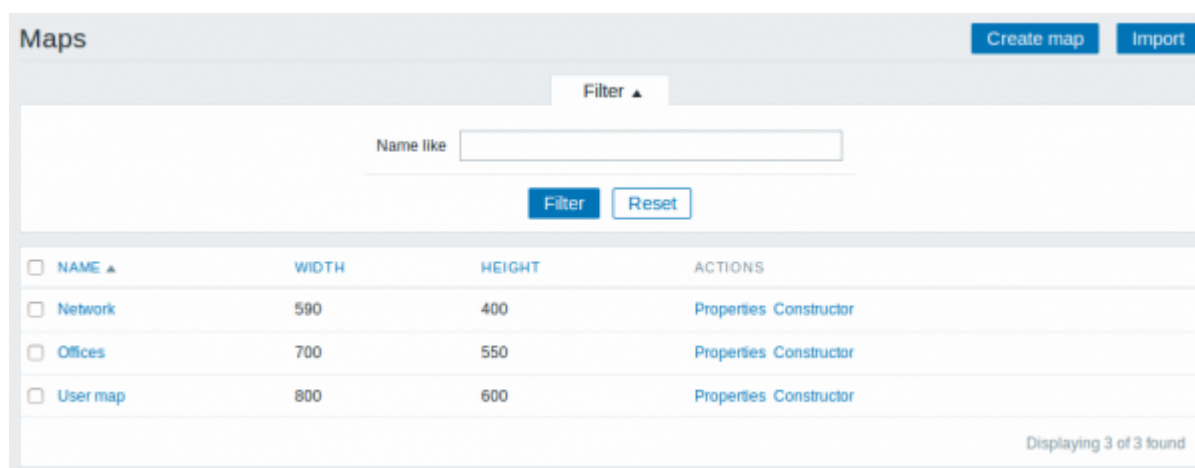 Maps Create map Import
Filter ▲
Name like
Filter Reset
NAME ▲ WIDTH HEIGHT ACTIONS
Network 590 400 Properties Constructor
Offices 700 550 Properties Constructor
User map 800 600 Properties Constructor
Displaying 3 of 3 found